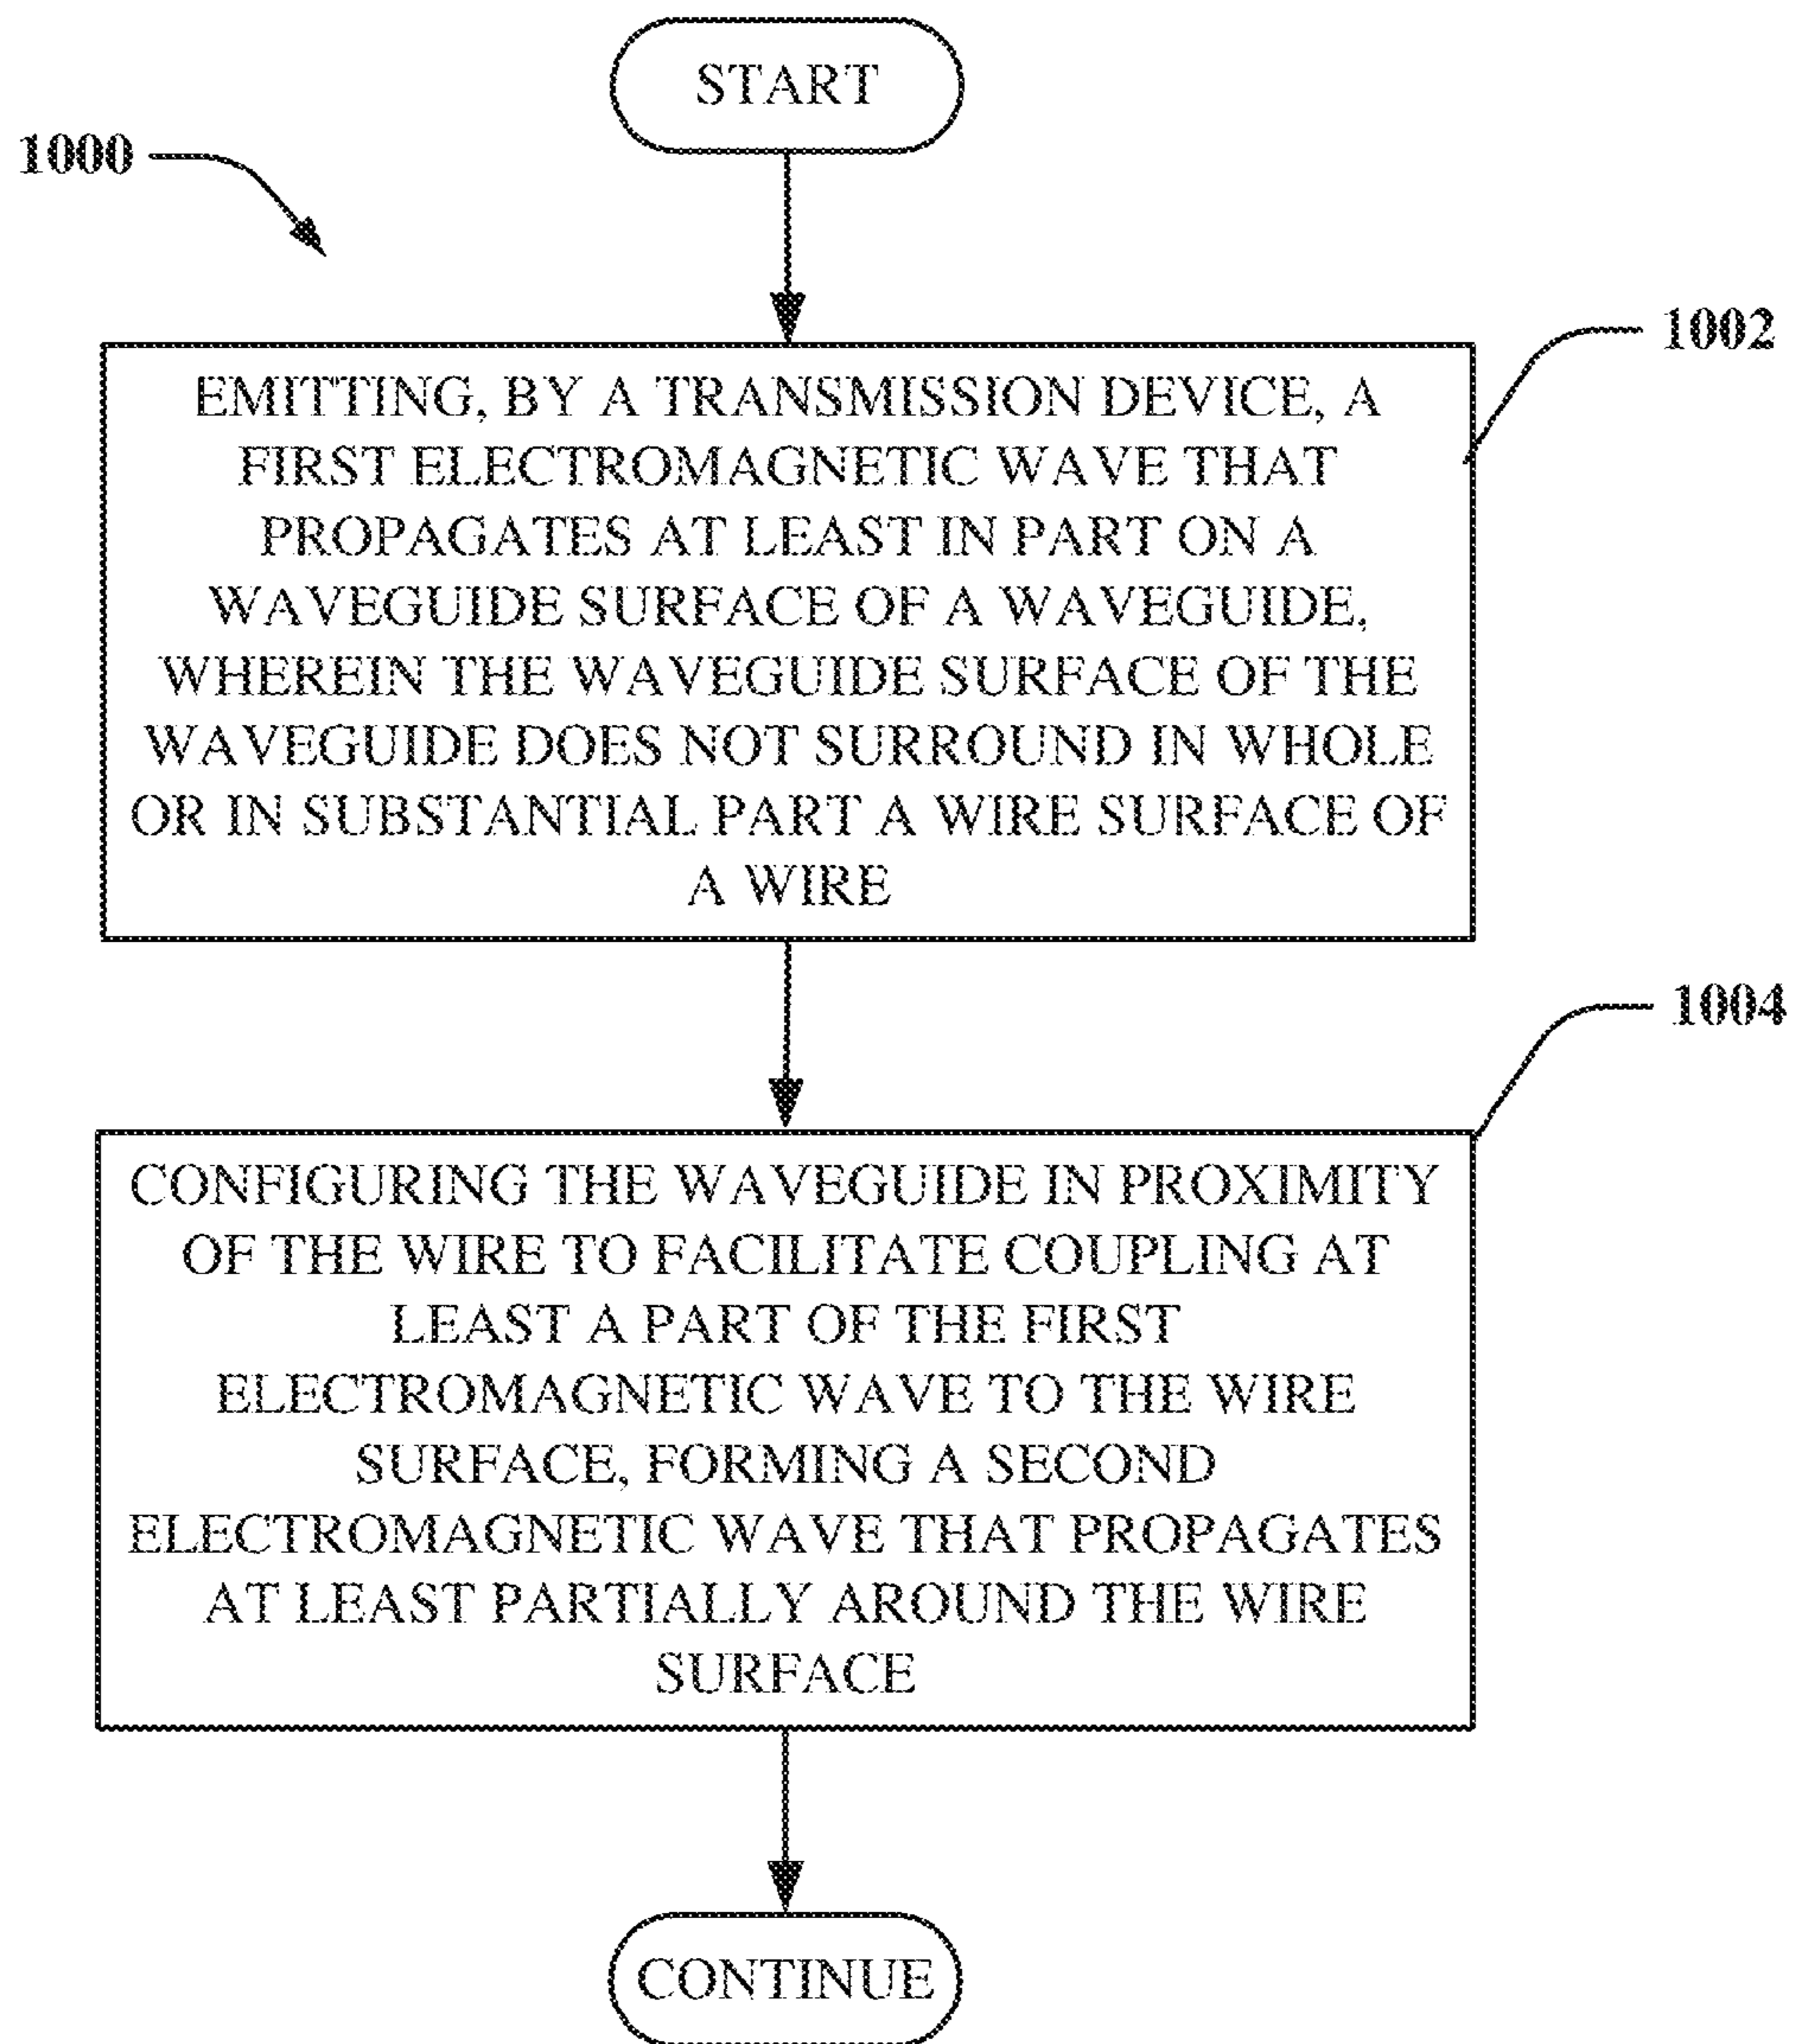 START
1000
1002
EMITTING, BY A TRANSMISSION DEVICE, A
FIRST ELECTROMAGNETIC WAVE THAT
PROPAGATES AT LEAST IN PART ON A
WAVEGUIDE SURFACE OF A WAVEGUIDE,
WHEREIN THE WAVEGUIDE SURFACE OF THE
WAVEGUIDE DOES NOT SURROUND IN WHOLE
OR IN SUBSTANTIAL PART A WIRE SURFACE OF
A WIRE
1004
CONFIGURING THE WAVEGUIDE IN PROXIMITY
OF THE WIRE TO FACILITATE COUPLING AT
LEAST A PART OF THE FIRST
ELECTROMAGNETIC WAVE TO THE WIRE
SURFACE, FORMING A SECOND
ELECTROMAGNETIC WAVE THAT PROPAGATES
AT LEAST PARTIALLY AROUND THE WIRE
SURFACE
CONTINUE